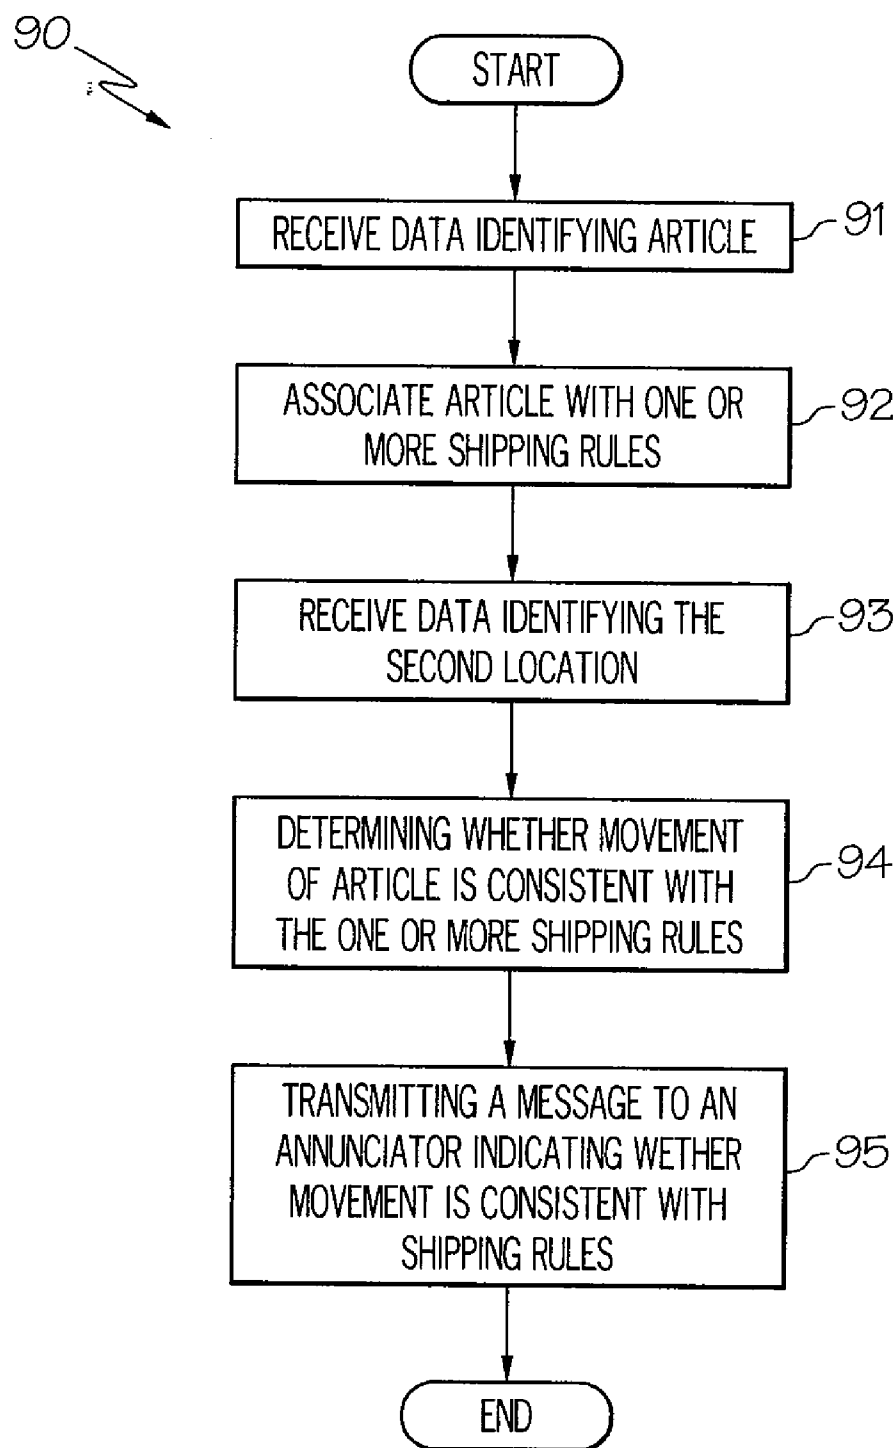 90
START
RECEIVE DATA IDENTIFYING ARTICLE
91
ASSOCIATE ARTICLE WITH ONE OR
MORE SHIPPING RULES
92
RECEIVE DATA IDENTIFYING THE
SECOND LOCATION
93
DETERMINING WHETHER MOVEMENT
OF ARTICLE IS CONSISTENT WITH
THE ONE OR MORE SHIPPING RULES
94
TRANSMITTING A MESSAGE TO AN
ANNUNCIATOR INDICATING WETHER
MOVEMENT IS CONSISTENT WITH
SHIPPING RULES
95
END